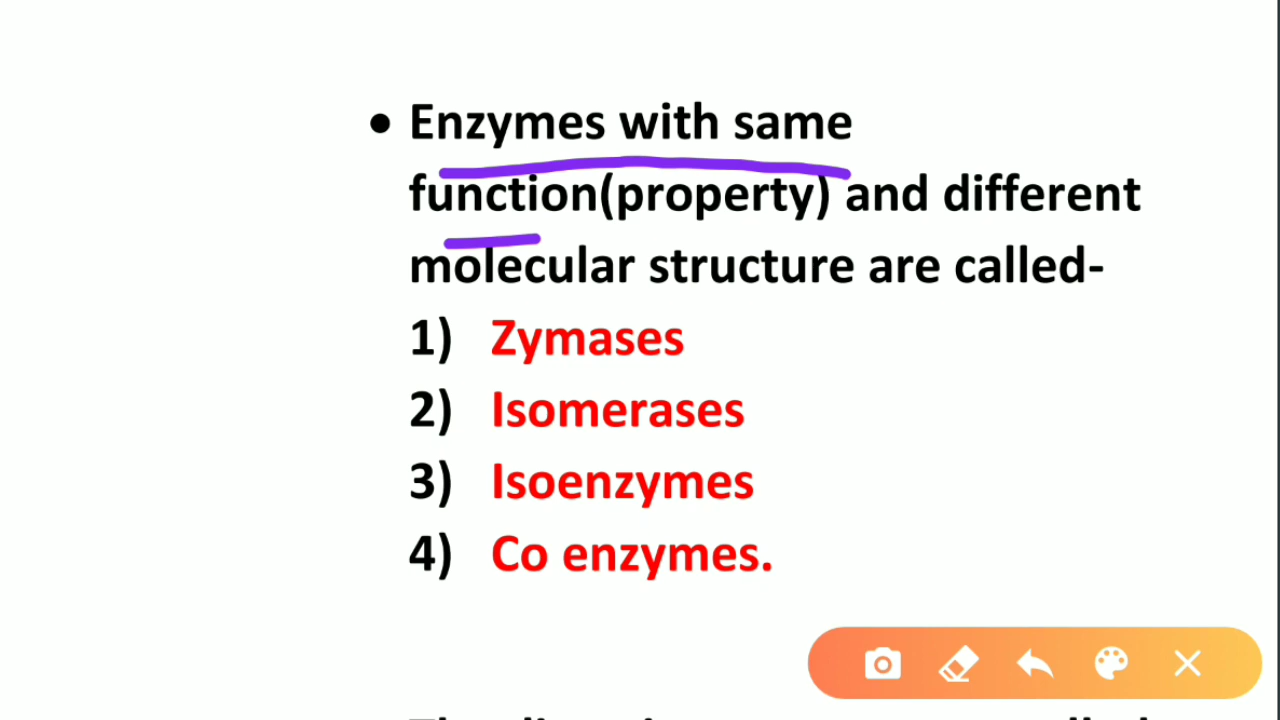 • Enzymes with same
function(property) and different
molecular structure are called-
1) Zymases
2) Isomerases
3) Isoenzymes
4) Co enzymes.